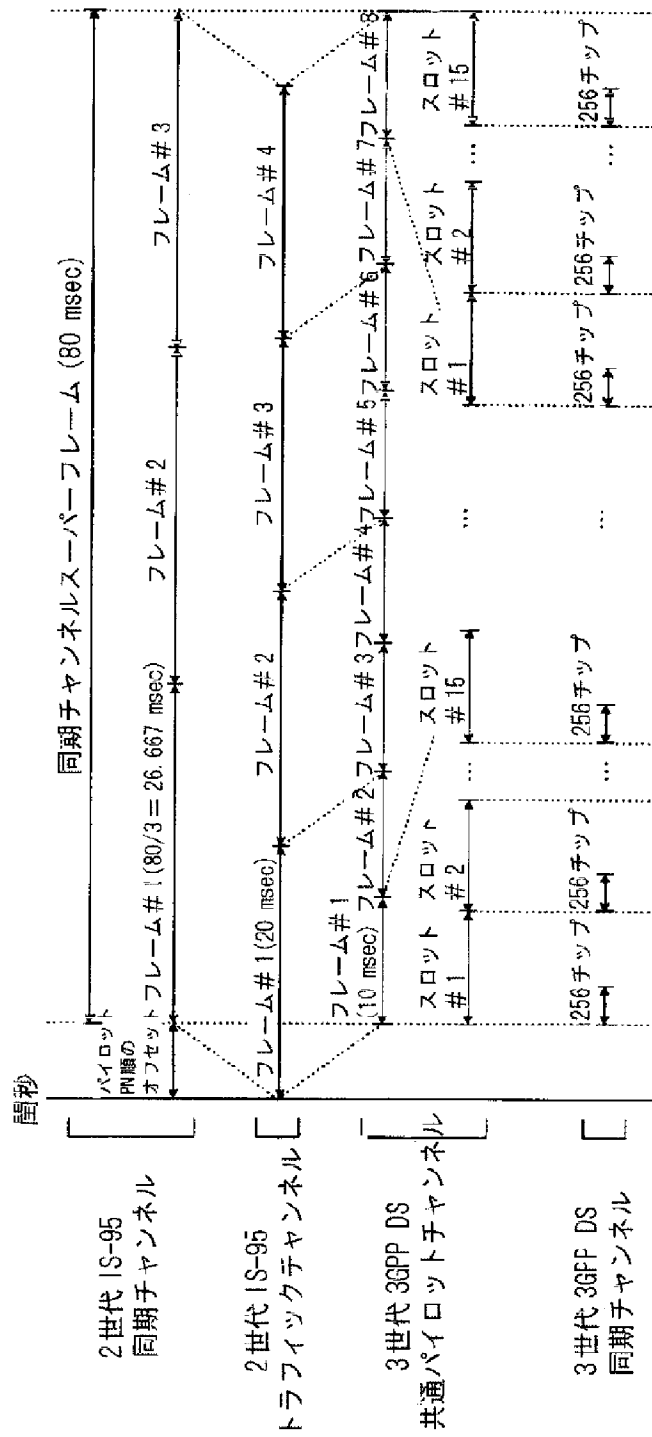 閏秒
2世代 IS-95
同期チャンネル
パイロット
PN順の
オフセット
同期チャンネルスーパーフレーム (80 msec)
フレーム#1(80/3=26.667 msec)
フレーム#2
フレーム#3
2世代 IS-95
トラフィックチャンネル
フレーム#1(20 msec)
フレーム#2
フレーム#3
フレーム#4
3世代 3GPP DS
共通パイロットチャンネル
フレーム#1
(10 msec)
フレーム#2
フレーム#3
フレーム#4
フレーム#5
フレーム#6
フレーム#7
フレーム#8
スロット
#1
スロット
#2
...
スロット
#15
...
スロット
#1
スロット
#2
...
スロット
#15
3世代 3GPP DS
同期チャンネル
256チップ
256チップ
...
256チップ
...
256チップ
256チップ
...
256チップ